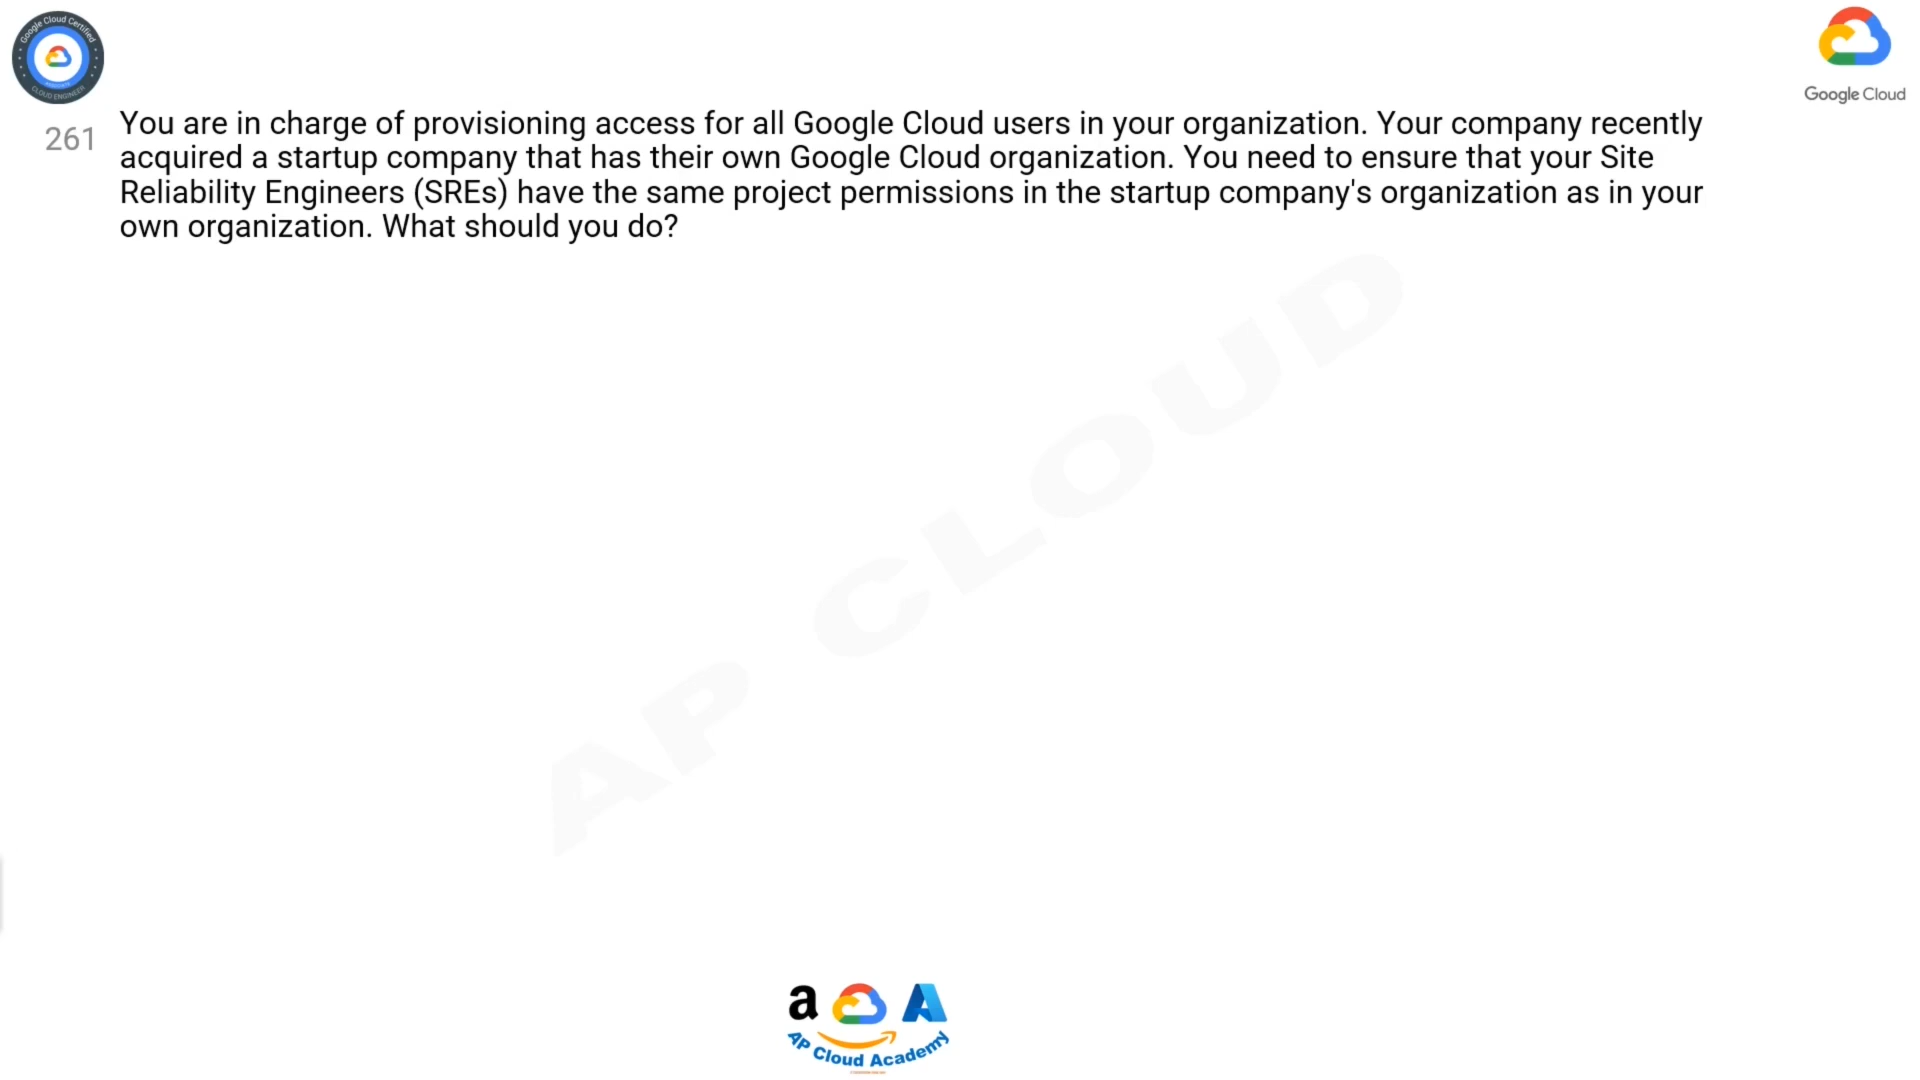 Google Cloud Certified
ASSOCIATE
CLOUD ENGINEER
Google Cloud
261
You are in charge of provisioning access for all Google Cloud users in your organization. Your company recently
acquired a startup company that has their own Google Cloud organization. You need to ensure that your Site
Reliability Engineers (SREs) have the same project permissions in the startup company's organization as in your
own organization. What should you do?
AP CLOUD
a
AP Cloud Academy